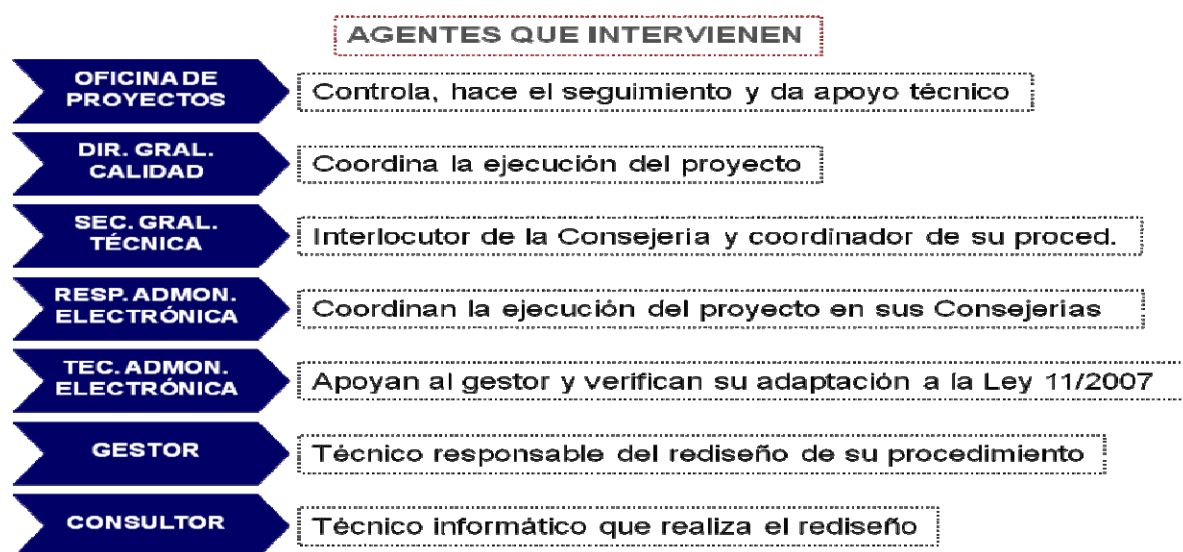 AGENTES QUE INTERVIENEN
OFICINA DE
PROYECTOS
Controla, hace el seguimiento y da apoyo técnico
DIR. GRAL.
CALIDAD
Coordina la ejecución del proyecto
SEC. GRAL.
TÉCNICA
Interlocutor de la Consejeria y coordinador de su proced.
RESP. ADMON.
ELECTRÓNICA
Coordinan la ejecución del proyecto en sus Consejerias
TEC. ADMON.
ELECTRÓNICA
Apoyan al gestor y verifican su adaptación a la Ley 11/2007
GESTOR
Técnico responsable del rediseño de su procedimiento
CONSULTOR
Técnico informático que realiza el rediseño